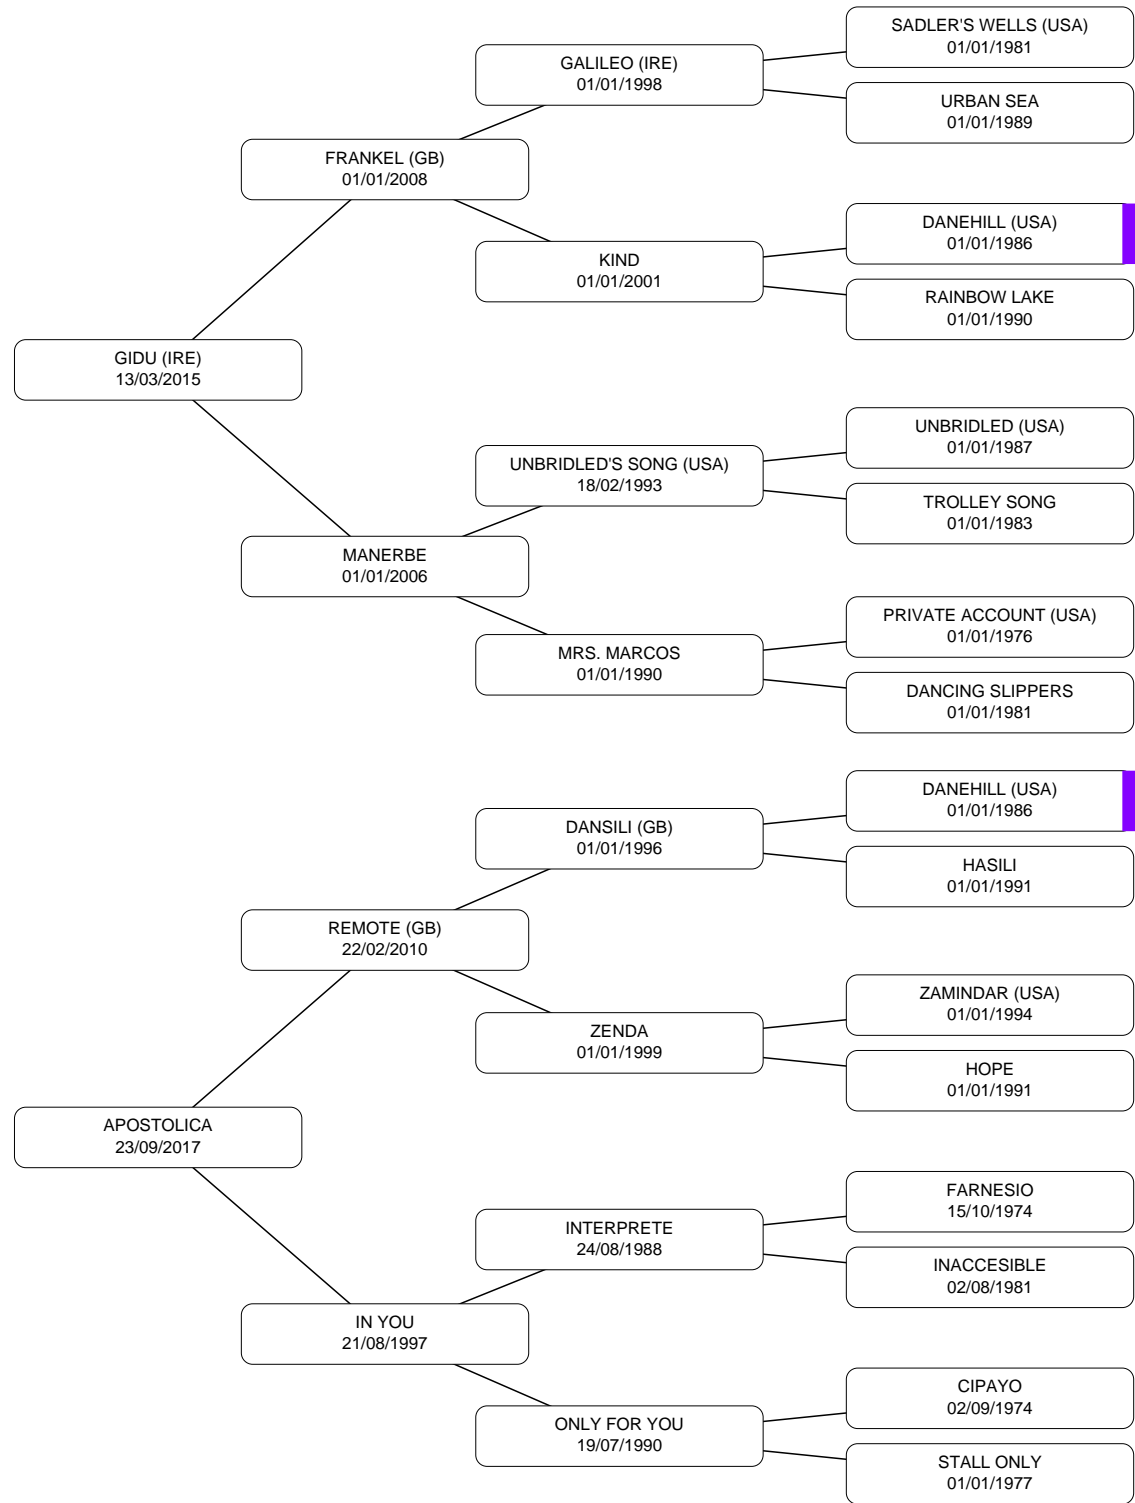 SADLER'S WELLS (USA)
01/01/1981
GALILEO (IRE)
01/01/1998
URBAN SEA
01/01/1989
FRANKEL (GB)
01/01/2008
DANEHILL (USA)
01/01/1986
KIND
01/01/2001
RAINBOW LAKE
01/01/1990
GIDU (IRE)
13/03/2015
UNBRIDLED (USA)
01/01/1987
UNBRIDLED'S SONG (USA)
18/02/1993
TROLLEY SONG
01/01/1983
MANERBE
01/01/2006
PRIVATE ACCOUNT (USA)
01/01/1976
MRS. MARCOS
01/01/1990
DANCING SLIPPERS
01/01/1981
DANEHILL (USA)
01/01/1986
DANSILI (GB)
01/01/1996
HASILI
01/01/1991
REMOTE (GB)
22/02/2010
ZAMINDAR (USA)
01/01/1994
ZENDA
01/01/1999
HOPE
01/01/1991
APOSTOLICA
23/09/2017
FARNESIO
15/10/1974
INTERPRETE
24/08/1988
INACCESIBLE
02/08/1981
IN YOU
21/08/1997
CIPAYO
02/09/1974
ONLY FOR YOU
19/07/1990
STALL ONLY
01/01/1977